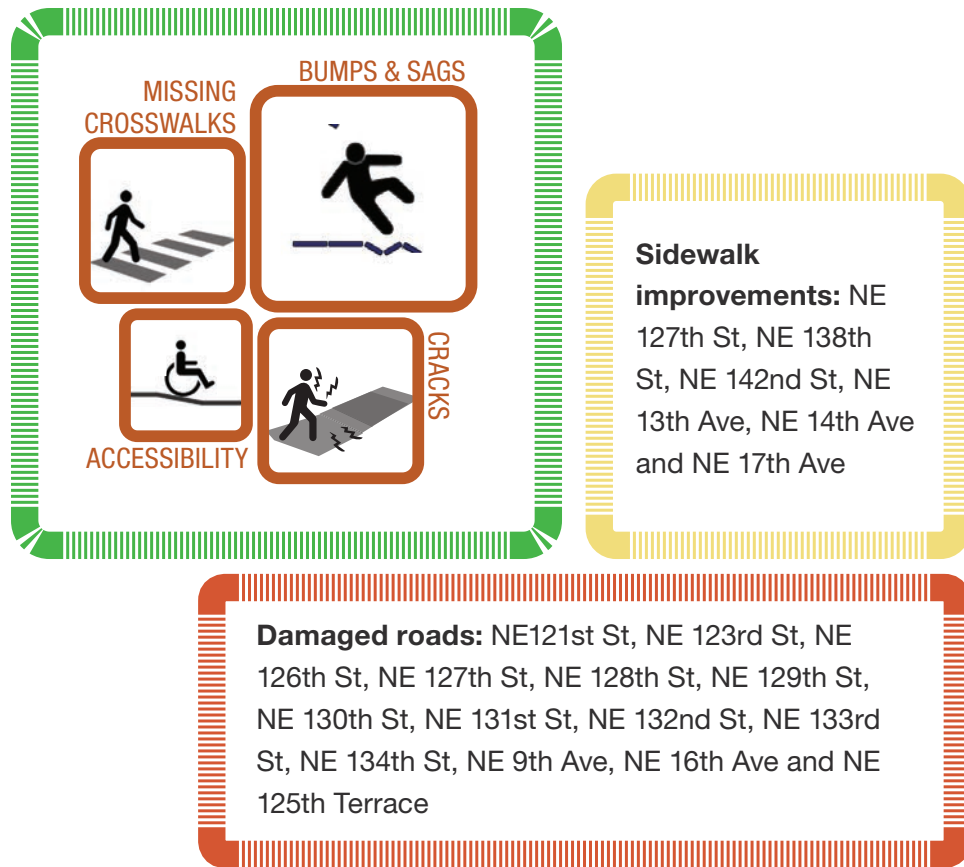 BUMPS & SAGS
MISSING
CROSSWALKS
ACCESSIBILITY
CRACKS
Sidewalk
improvements: NE
127th St, NE 138th
St, NE 142nd St, NE
13th Ave, NE 14th Ave
and NE 17th Ave
Damaged roads: NE121st St, NE 123rd St, NE
126th St, NE 127th St, NE 128th St, NE 129th St,
NE 130th St, NE 131st St, NE 132nd St, NE 133rd
St, NE 134th St, NE 9th Ave, NE 16th Ave and NE
125th Terrace